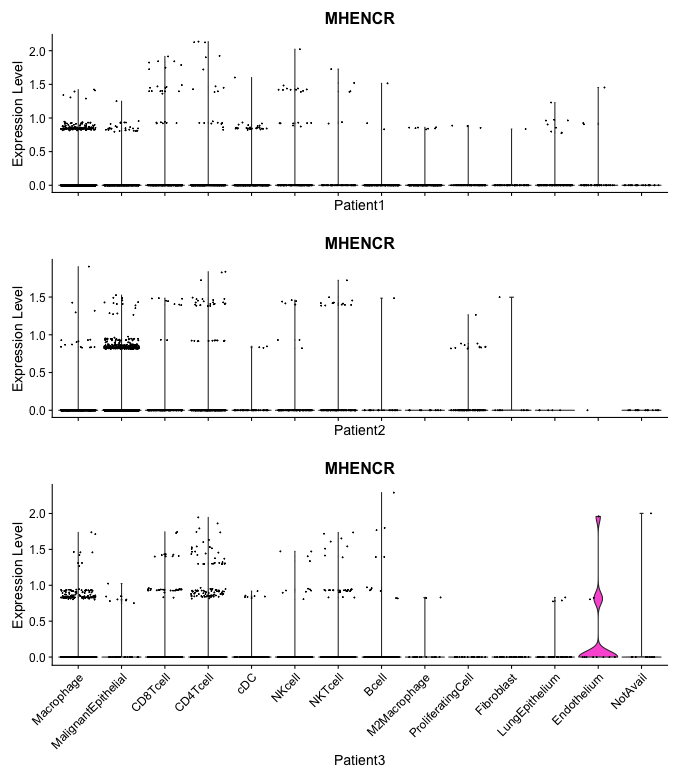 MHENCR
Expression Level
2.0
1.5
1.0
0.5
0.0
Patient1
MHENCR
Expression Level
1.5
1.0
0.5
0.0
Patient2
MHENCR
Expression Level
2.0
1.5
1.0
0.5
0.0
Macrophage
MalignantEpithelial
CD8Tcell
CD4Tcell
cDC
NKcell
NKTcell
Bcell
M2Macrophage
ProliferatingCell
Fibroblast
LungEpithelium
Endothelium
NotAvail
Patient3